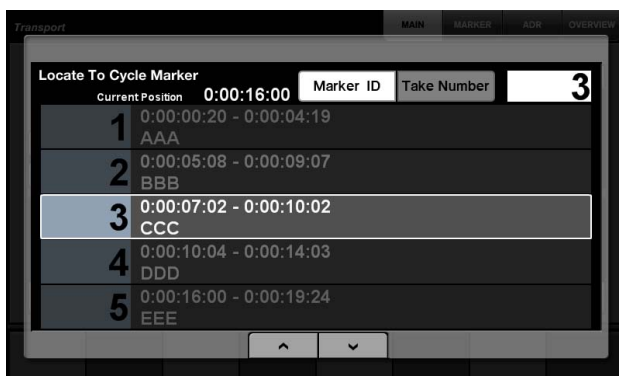 Transport MAIN MARKER ADR OVERVIEW
Locate To Cycle Marker
Current Position 0:00:16:00 Marker ID Take Number 3
1 0:00:00:20 - 0:00:04:19
AAA
2 0:00:05:08 - 0:00:09:07
BBB
3 0:00:07:02 - 0:00:10:02
CCC
4 0:00:10:04 - 0:00:14:03
DDD
5 0:00:16:00 - 0:00:19:24
EEE